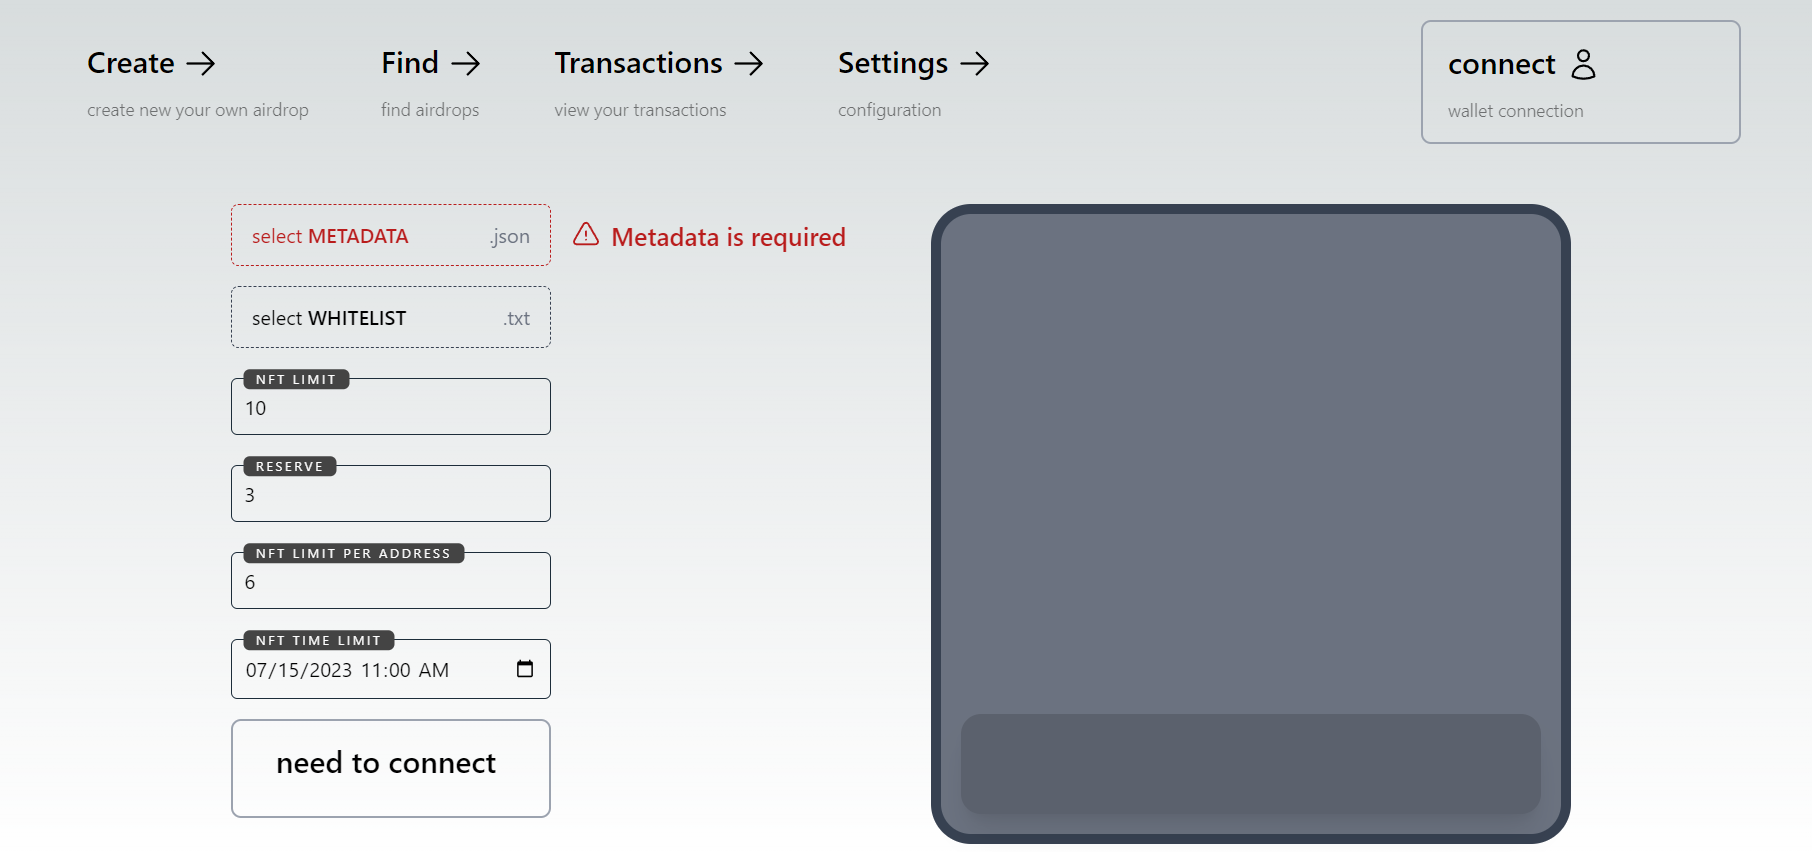 Create
Find
Transactions
Settings
connect
create new your own airdrop
find airdrops
view your transactions
configuration
wallet connection
select METADATA .json
Metadata is required
select WHITELIST .txt
NFT LIMIT
10
RESERVE
3
NFT LIMIT PER ADDRESS
6
NFT TIME LIMIT
07/15/2023 11:00 AM
need to connect